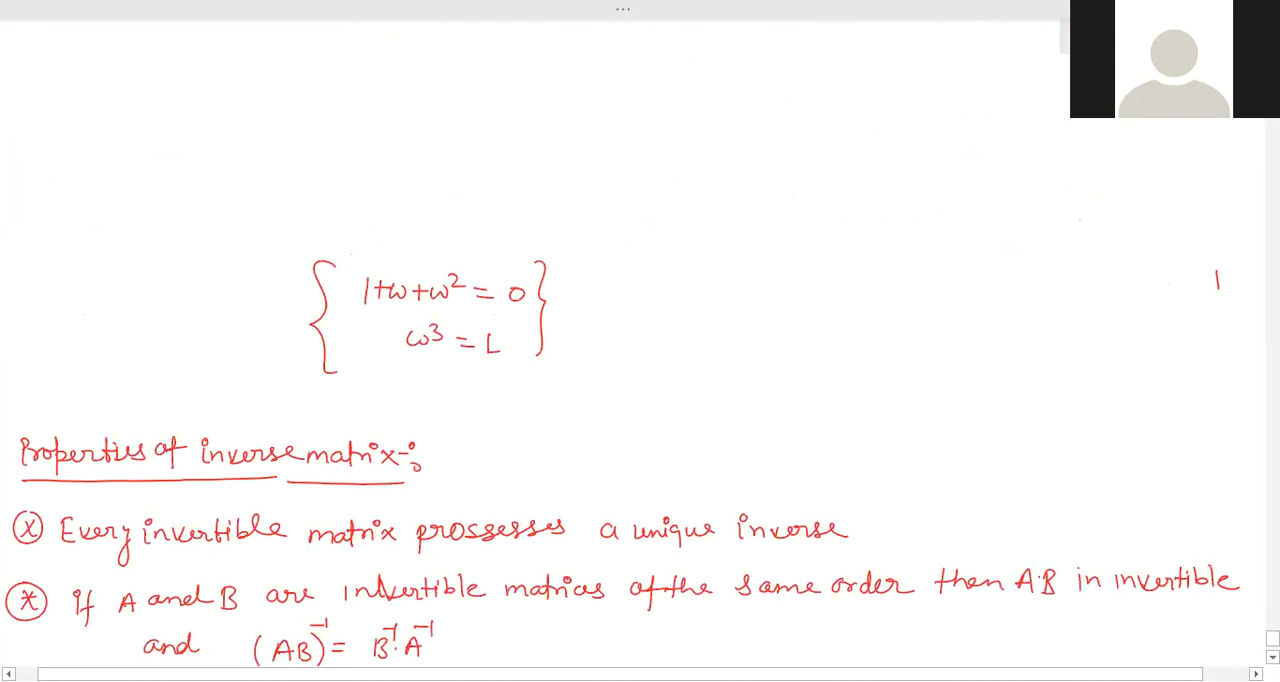 1+ω+ω² = 0
ω³ = 1
Properties of inverse matrix-:
Every invertible matrix prossesses a unique inverse
If A and B are invertible matrices of the same order then A·B in invertible
and (AB)⁻¹ = B⁻¹·A⁻¹